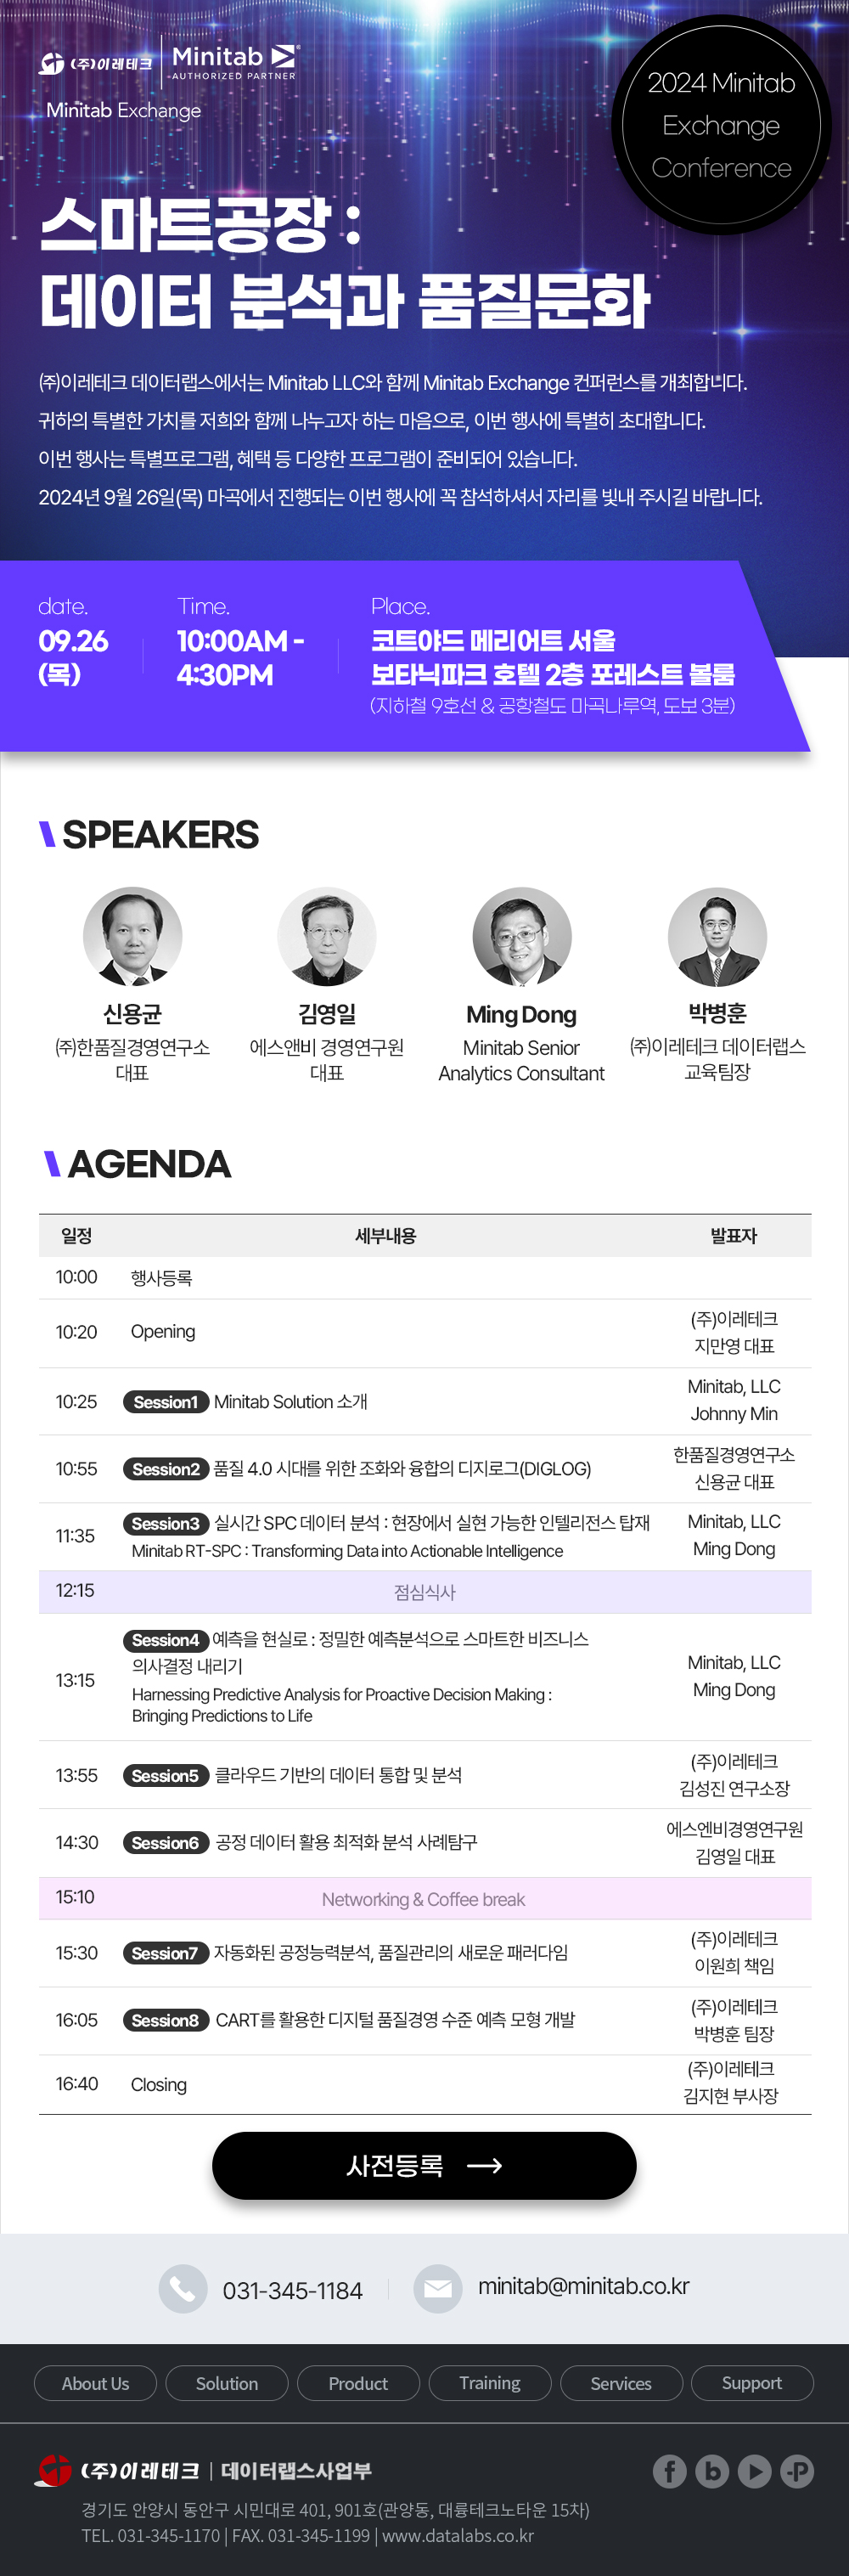 (주)이레테크
Minitab
AUTHORIZED PARTNER
Minitab Exchange
2024 Minitab
Exchange
Conference
스마트공장 :
데이터 분석과 품질문화
㈜이레테크 데이터랩스에서는 Minitab LLC와 함께 Minitab Exchange 컨퍼런스를 개최합니다.
귀하의 특별한 가치를 저희와 함께 나누고자 하는 마음으로, 이번 행사에 특별히 초대합니다.
이번 행사는 특별프로그램, 혜택 등 다양한 프로그램이 준비되어 있습니다.
2024년 9월 26일(목) 마곡에서 진행되는 이번 행사에 꼭 참석하셔서 자리를 빛내 주시길 바랍니다.
date.
09.26
(목)
Time.
10:00AM -
4:30PM
Place.
코트야드 메리어트 서울
보타닉파크 호텔 2층 포레스트 볼룸
(지하철 9호선 & 공항철도 마곡나루역, 도보 3분)
SPEAKERS
신용균
㈜한품질경영연구소
대표
김영일
에스앤비 경영연구원
대표
Ming Dong
Minitab Senior
Analytics Consultant
박병훈
㈜이레테크 데이터랩스
교육팀장
AGENDA
일정 세부내용 발표자
10:00 행사등록
10:20 Opening (주)이레테크
지만영 대표
10:25 Session1 Minitab Solution 소개 Minitab, LLC
Johnny Min
10:55 Session2 품질 4.0 시대를 위한 조화와 융합의 디지로그(DIGLOG) 한품질경영연구소
신용균 대표
11:35 Session3 실시간 SPC 데이터 분석 : 현장에서 실현 가능한 인텔리전스 탑재 Minitab, LLC
Minitab RT-SPC : Transforming Data into Actionable Intelligence Ming Dong
12:15 점심식사
13:15 Session4 예측을 현실로 : 정밀한 예측분석으로 스마트한 비즈니스
의사결정 내리기 Minitab, LLC
Harnessing Predictive Analysis for Proactive Decision Making : Ming Dong
Bringing Predictions to Life
13:55 Session5 클라우드 기반의 데이터 통합 및 분석 (주)이레테크
김성진 연구소장
14:30 Session6 공정 데이터 활용 최적화 분석 사례탐구 에스엔비경영연구원
김영일 대표
15:10 Networking & Coffee break
15:30 Session7 자동화된 공정능력분석, 품질관리의 새로운 패러다임 (주)이레테크
이원희 책임
16:05 Session8 CART를 활용한 디지털 품질경영 수준 예측 모형 개발 (주)이레테크
박병훈 팀장
16:40 Closing (주)이레테크
김지현 부사장
사전등록
031-345-1184
minitab@minitab.co.kr
About Us
Solution
Product
Training
Services
Support
(주)이레테크 | 데이터랩스사업부
경기도 안양시 동안구 시민대로 401, 901호(관양동, 대륭테크노타운 15차)
TEL. 031-345-1170 | FAX. 031-345-1199 | www.datalabs.co.kr